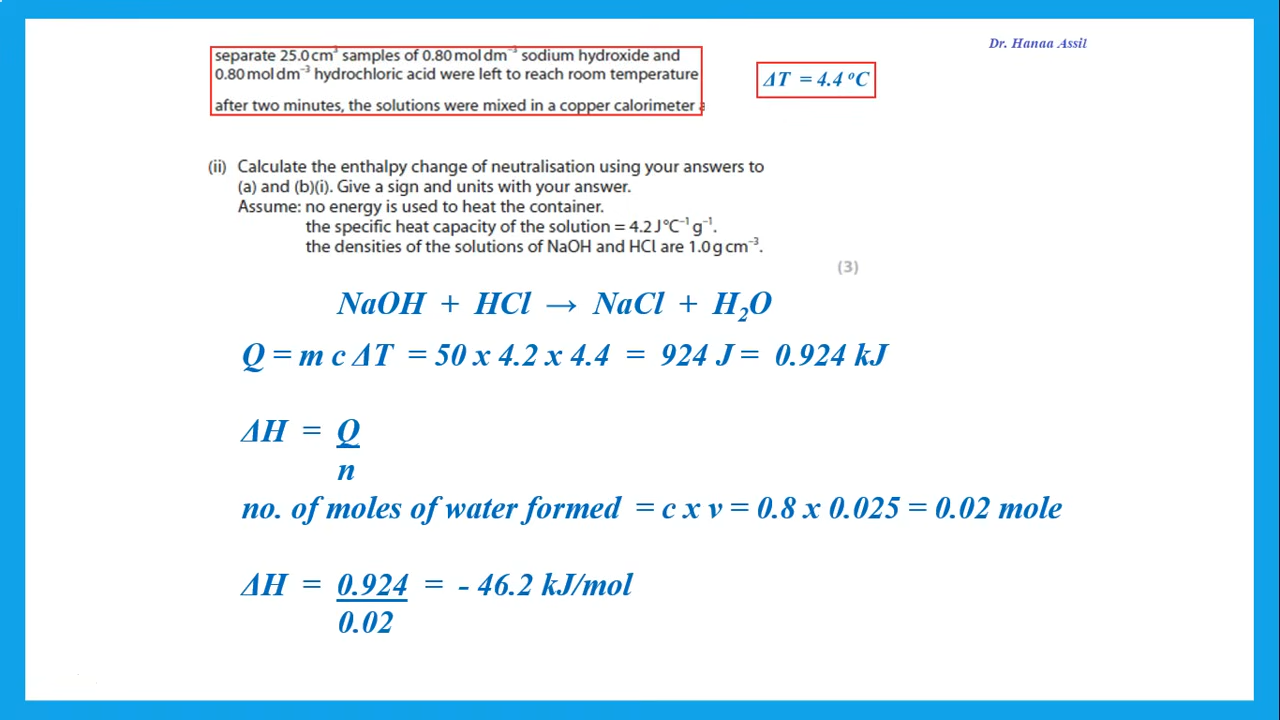 Dr. Hanaa Assil
separate 25.0 cm³ samples of 0.80 mol dm⁻³ sodium hydroxide and
0.80 mol dm⁻³ hydrochloric acid were left to reach room temperature
after two minutes, the solutions were mixed in a copper calorimeter
ΔT = 4.4 °C
(ii) Calculate the enthalpy change of neutralisation using your answers to
(a) and (b)(i). Give a sign and units with your answer.
Assume: no energy is used to heat the container.
the specific heat capacity of the solution = 4.2 J °C⁻¹ g⁻¹.
the densities of the solutions of NaOH and HCl are 1.0 g cm⁻³.
(3)
NaOH + HCl → NaCl + H₂O
Q = m c ΔT = 50 x 4.2 x 4.4 = 924 J = 0.924 kJ
ΔH = Q
n
no. of moles of water formed = c x v = 0.8 x 0.025 = 0.02 mole
ΔH = 0.924 = - 46.2 kJ/mol
0.02